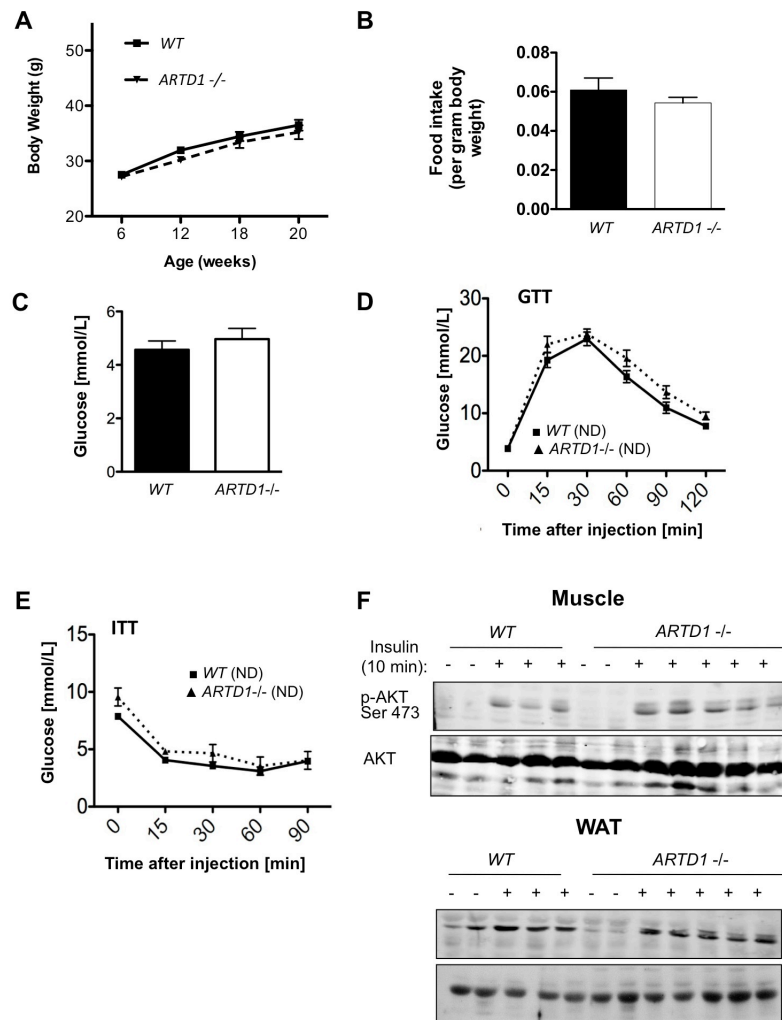 A
50
40
30
20
Body Weight (g)
WT
ARTD1 -/-
6 12 18 20
Age (weeks)
B
0.08
0.06
0.04
0.02
0.00
Food intake
(per gram body
weight)
WT ARTD1 -/-
C
6
4
2
0
Glucose [mmol/L]
WT ARTD1-/-
D
GTT
30
20
10
0
Glucose [mmol/L]
WT (ND)
ARTD1-/- (ND)
0 15 30 60 90 120
Time after injection [min]
E
ITT
15
10
5
0
Glucose [mmol/L]
WT (ND)
ARTD1-/- (ND)
0 15 30 60 90
Time after injection [min]
F
Muscle
WT ARTD1 -/-
Insulin
(10 min): - - + + + - - + + + + +
p-AKT
Ser 473
AKT
WAT
WT ARTD1 -/-
- - + + + - - + + + + +